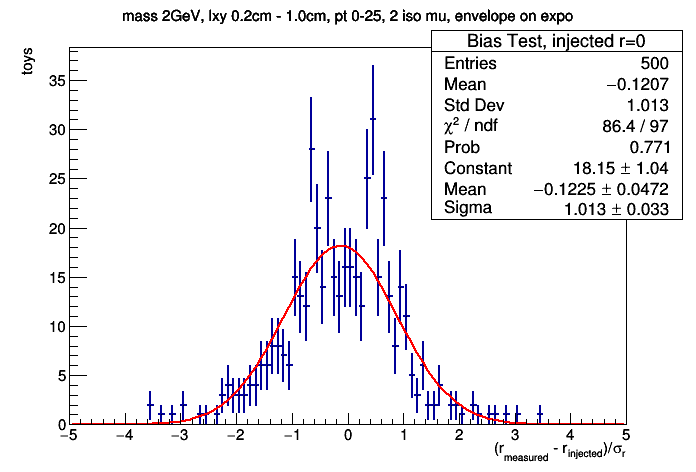 mass 2GeV, lxy 0.2cm - 1.0cm, pt 0-25, 2 iso mu, envelope on expo
Bias Test, injected r=0
Entries 500
Mean −0.1207
Std Dev 1.013
χ² / ndf 86.4 / 97
Prob 0.771
Constant 18.15 ± 1.04
Mean −0.1225 ± 0.0472
Sigma 1.013 ± 0.033
toys
35
30
25
20
15
10
5
0
−5 −4 −3 −2 −1 0 1 2 3 4 5
(r_measured - r_injected)/σ_r